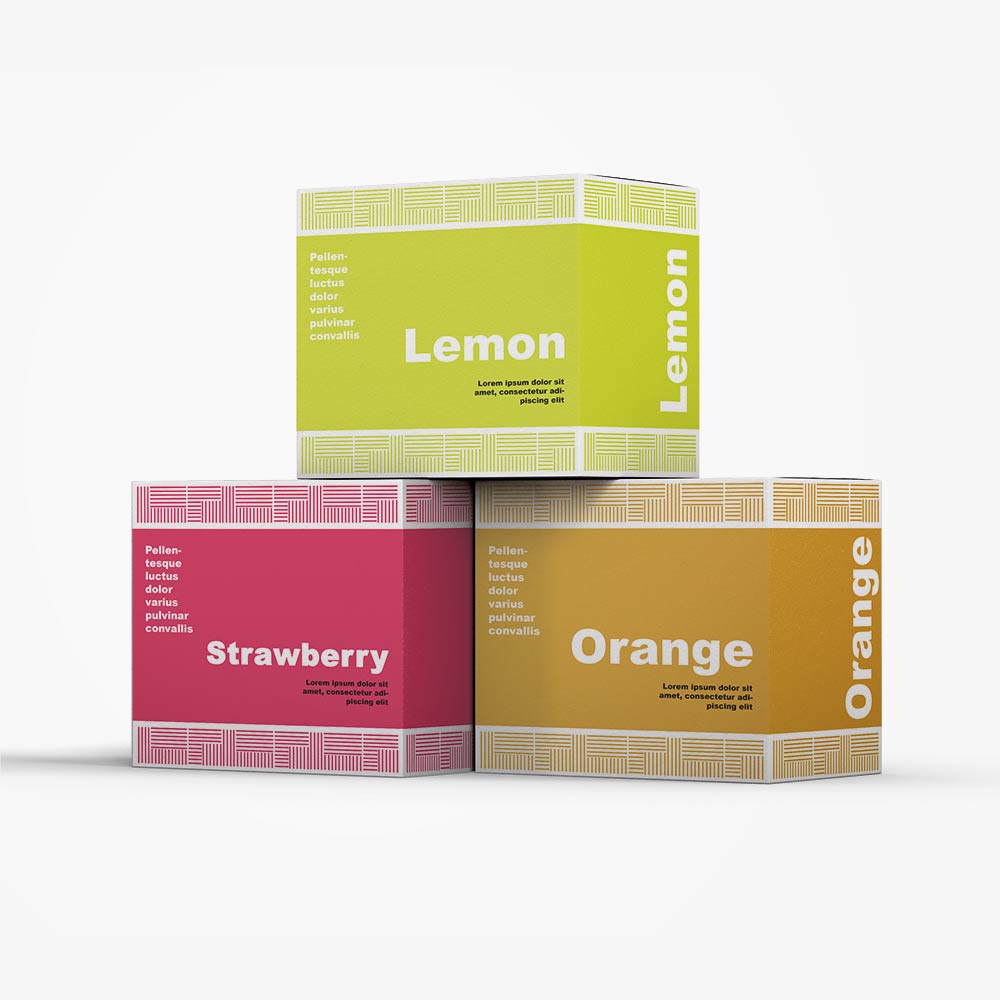 Pellen-
tesque
luctus
dolor
varius
pulvinar
convallis
Lemon
Lorem ipsum dolor sit
amet, consectetur adi-
piscing elit
Lemon
Pellen-
tesque
luctus
dolor
varius
pulvinar
convallis
Strawberry
Lorem ipsum dolor sit
amet, consectetur adi-
piscing elit
Pellen-
tesque
luctus
dolor
varius
pulvinar
convallis
Orange
Lorem ipsum dolor sit
amet, consectetur adi-
piscing elit
Orange